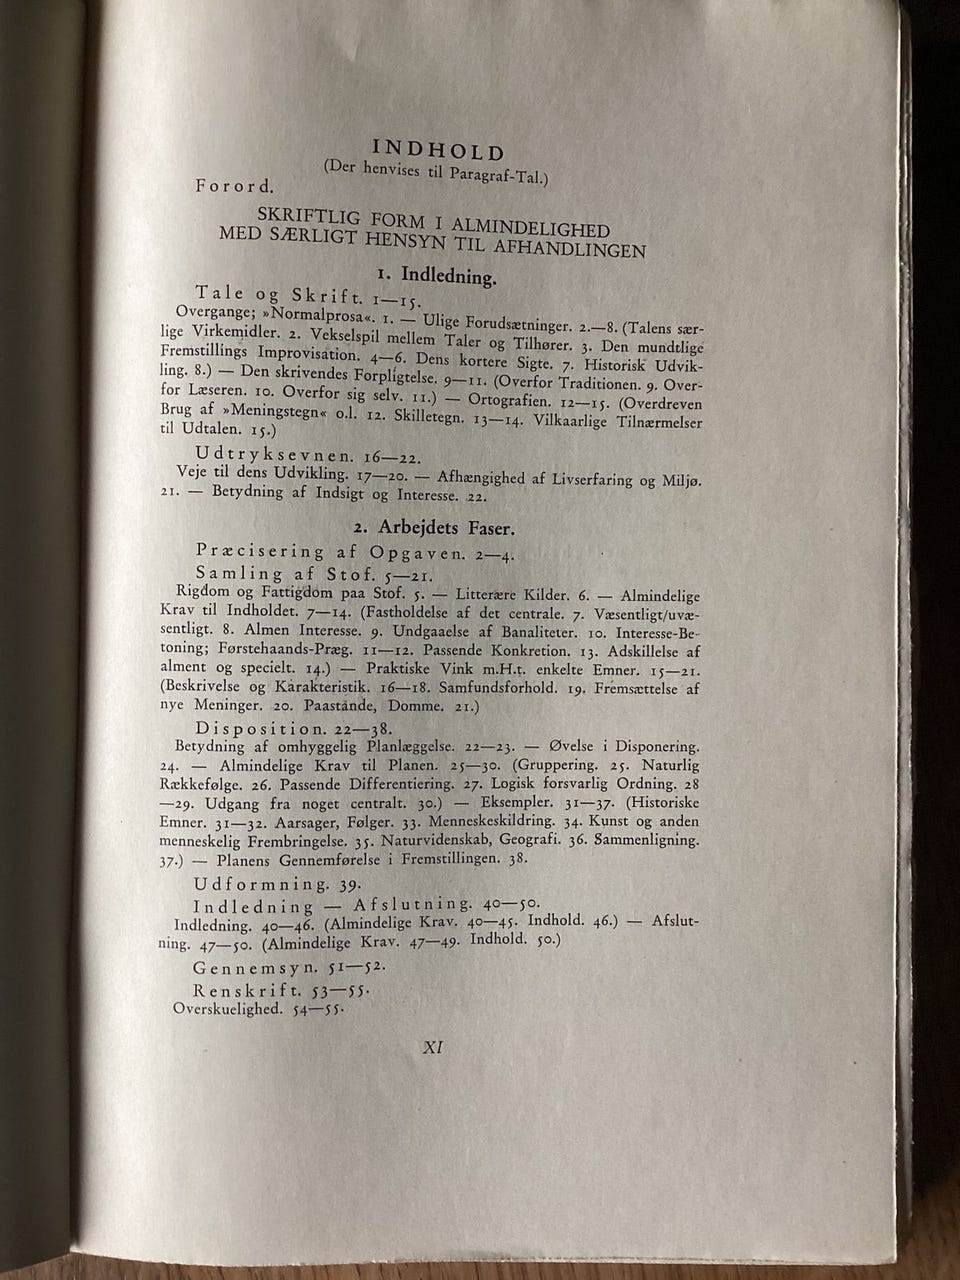 INDHOLD
(Der henvises til Paragraf-Tal.)
Forord.
SKRIFTLIG FORM I ALMINDELIGHED
MED SÆRLIGT HENSYN TIL AFHANDLINGEN
1. Indledning.
Tale og Skrift. 1—15.
Overgange; »Normalprosa«. 1. — Ulige Forudsætninger. 2.—8. (Talens sær-
lige Virkemidler. 2. Vekselspil mellem Taler og Tilhører. 3. Den mundtlige
Fremstillings Improvisation. 4—6. Dens kortere Sigte. 7. Historisk Udvik-
ling. 8.) — Den skrivendes Forpligtelse. 9—11. (Overfor Traditionen. 9. Over-
for Læseren. 10. Overfor sig selv. 11.) — Ortografien. 12—15. (Overdreven
Brug af »Meningstegn« o.l. 12. Skilletegn. 13—14. Vilkaarlige Tilnærmelser
til Udtalen. 15.)
Udtryksevnen. 16—22.
Veje til dens Udvikling. 17—20. — Afhængighed af Livserfaring og Miljø.
21. — Betydning af Indsigt og Interesse. 22.
2. Arbejdets Faser.
Præcisering af Opgaven. 2—4.
Samling af Stof. 5—21.
Rigdom og Fattigdom paa Stof. 5. — Litterære Kilder. 6. — Almindelige
Krav til Indholdet. 7—14. (Fastholdelse af det centrale. 7. Væsentligt/uvæ-
sentligt. 8. Almen Interesse. 9. Undgaaelse af Banaliteter. 10. Interesse-Be-
toning; Førstehaands-Præg. 11—12. Passende Konkretion. 13. Adskillelse af
alment og specielt. 14.) — Praktiske Vink m.H.t. enkelte Emner. 15—21.
(Beskrivelse og Karakteristik. 16—18. Samfundsforhold. 19. Fremsættelse af
nye Meninger. 20. Paastande, Domme. 21.)
Disposition. 22—38.
Betydning af omhyggelig Planlæggelse. 22—23. — Øvelse i Disponering.
24. — Almindelige Krav til Planen. 25—30. (Gruppering. 25. Naturlig
Rækkefølge. 26. Passende Differentiering. 27. Logisk forsvarlig Ordning. 28
—29. Udgang fra noget centralt. 30.) — Eksempler. 31—37. (Historiske
Emner. 31—32. Aarsager, Følger. 33. Menneskeskildring. 34. Kunst og anden
menneskelig Frembringelse. 35. Naturvidenskab, Geografi. 36. Sammenligning.
37.) — Planens Gennemførelse i Fremstillingen. 38.
Udformning. 39.
Indledning — Afslutning. 40—50.
Indledning. 40—46. (Almindelige Krav. 40—45. Indhold. 46.) — Afslut-
ning. 47—50. (Almindelige Krav. 47—49. Indhold. 50.)
Gennemsyn. 51—52.
Renskrift. 53—55.
Overskuelighed. 54—55.
XI